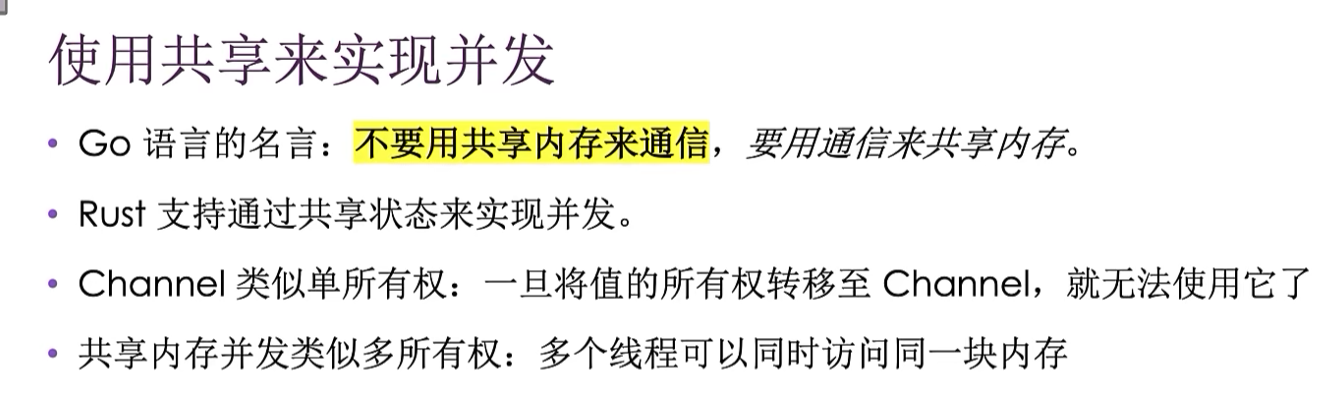 使用共享来实现并发
• Go 语言的名言：不要用共享内存来通信，要用通信来共享内存。
• Rust 支持通过共享状态来实现并发。
• Channel 类似单所有权：一旦将值的所有权转移至 Channel，就无法使用它了
• 共享内存并发类似多所有权：多个线程可以同时访问同一块内存